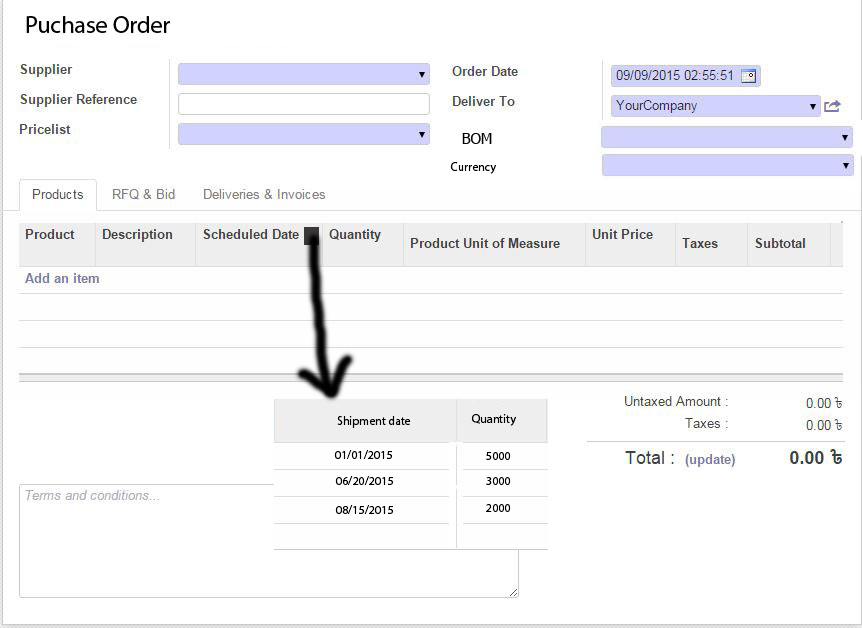 Puchase Order
Supplier
Order Date 09/09/2015 02:55:51
Supplier Reference
Deliver To YourCompany
Pricelist
BOM
Currency
Products RFQ & Bid Deliveries & Invoices
Product Description Scheduled Date Quantity Product Unit of Measure Unit Price Taxes Subtotal
Add an item
Untaxed Amount : 0.00 ৳
Taxes : 0.00 ৳
Total : (update) 0.00 ৳
Shipment date Quantity
01/01/2015 5000
06/20/2015 3000
08/15/2015 2000
Terms and conditions...